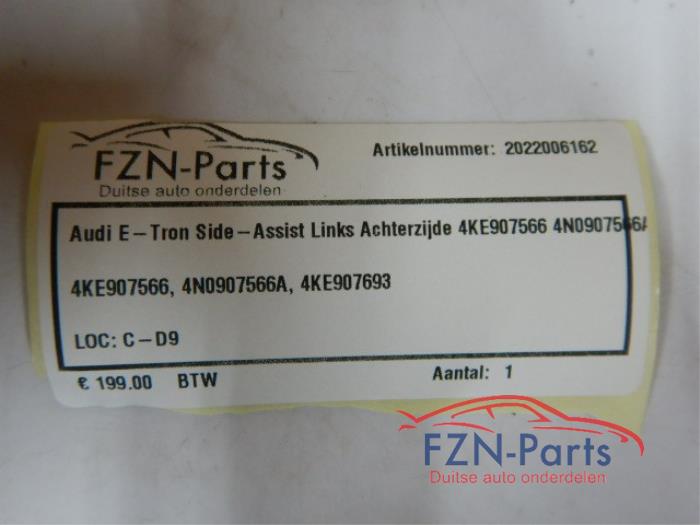 FZN-Parts
Duitse auto onderdelen
Artikelnummer: 2022006162
Audi E-Tron Side-Assist Links Achterzijde 4KE907566 4N0907566A
4KE907566, 4N0907566A, 4KE907693
LOC: C-D9
€ 199.00 BTW
Aantal: 1
FZN-Parts
Duitse auto onderdelen